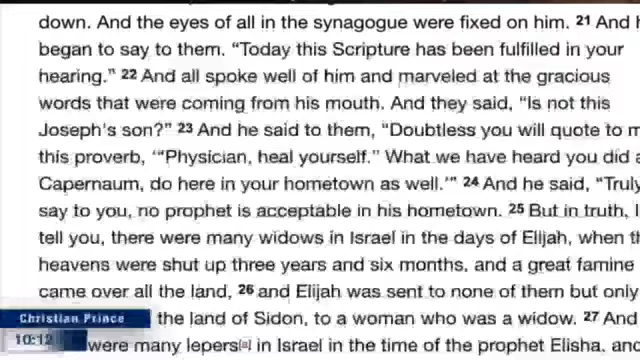 down. And the eyes of all in the synagogue were fixed on him. 21 And h
began to say to them. “Today this Scripture has been fulfilled in your
hearing.” 22 And all spoke well of him and marveled at the gracious
words that were coming from his mouth. And they said, “Is not this
Joseph's son?” 23 And he said to them, “Doubtless you will quote to m
this proverb, ‘“Physician, heal yourself.” What we have heard you did a
Capernaum, do here in your hometown as well.’” 24 And he said, “Truly
say to you, no prophet is acceptable in his hometown. 25 But in truth, I
tell you, there were many widows in Israel in the days of Elijah, when th
heavens were shut up three years and six months, and a great famine
came over all the land, 26 and Elijah was sent to none of them but only
Christian Prince the land of Sidon, to a woman who was a widow. 27 And
10:12 were many lepers[a] in Israel in the time of the prophet Elisha, and